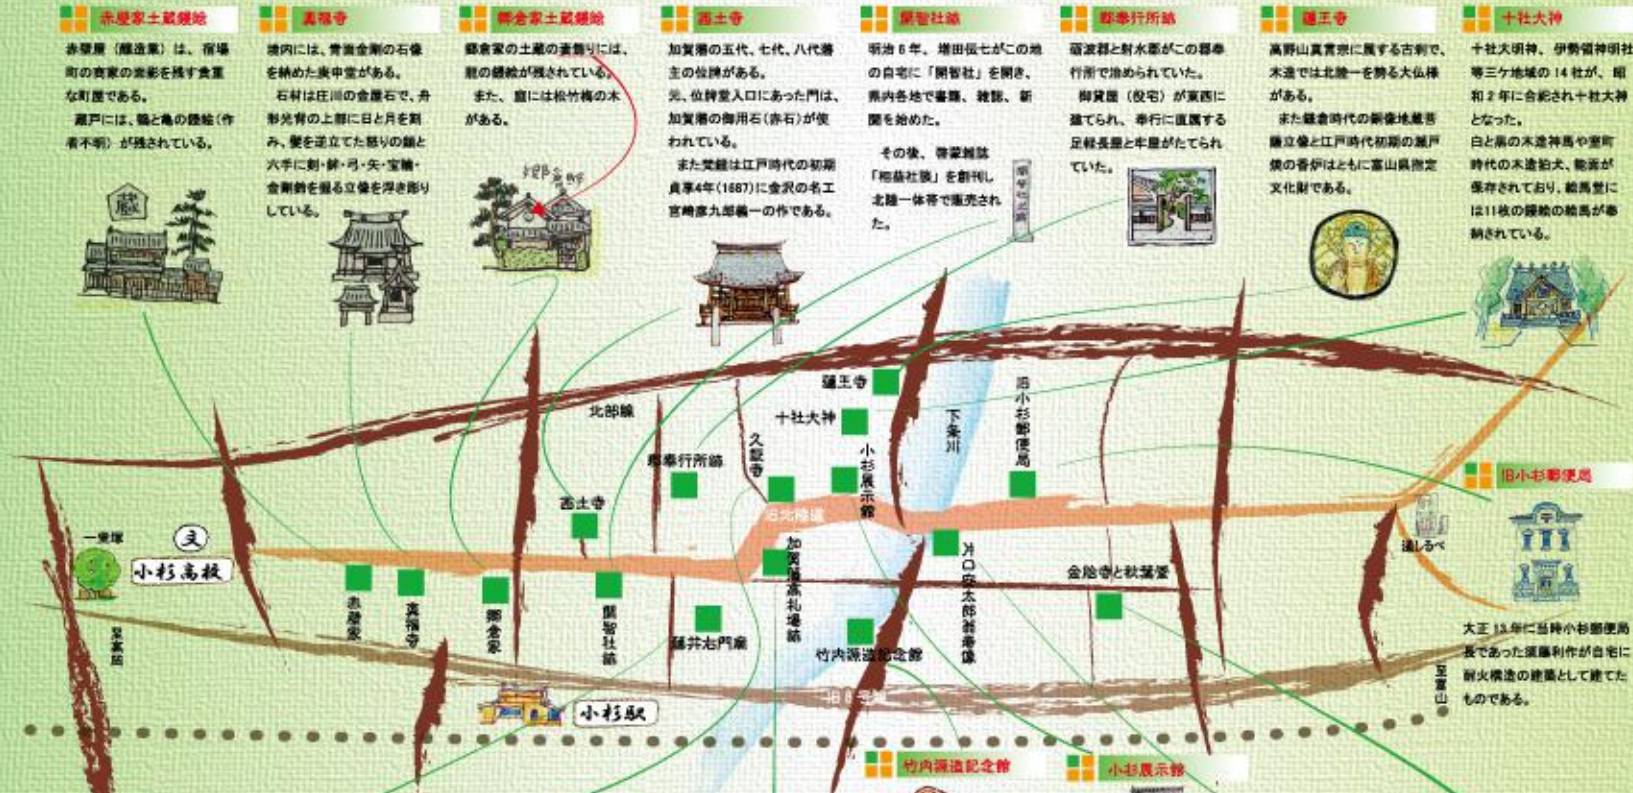 赤壁家土蔵鏝絵
赤壁屋（醸造業）は、宿場
町の商家の面影を残す貴重
な町屋である。
蔵戸には、鶴と亀の鏝絵(作
者不明）が残されている。
真福寺
境内には、青面金剛の石像
を納めた庚申堂がある。
石材は庄川の金屋石で、舟
形光背の上部に日と月を刻
み、髪を逆立てた怒りの顔と
六手に剣・鉾・弓・矢・宝輪・
金剛鈴を握る立像を浮き彫り
している。
郷倉家土蔵鏝絵
郷倉家の土蔵の妻飾りには、
龍の鏝絵が残されている。
また、庭には松竹梅の木
がある。
西土寺
加賀藩の五代、七代、八代藩
主の位牌がある。
元、位牌堂入口にあった門は、
加賀藩の御用石(赤石)が使
われている。
また梵鐘は江戸時代の初期
貞享4年(1687)に金沢の名工
宮崎彦九郎義一の作である。
開智社跡
明治６年、増田伝七がこの地
の自宅に「開智社」を開き、
県内各地で書籍、雑誌、新
聞を始めた。
その後、啓蒙雑誌
「相益社談」を創刊し
北陸一体帯で販売され
た。
郡奉行所跡
砺波郡と射水郡がこの郡奉
行所で治められていた。
御貸屋（役宅）が東西に
建てられ、奉行に直属する
足軽長屋と牢屋がたてられ
ていた。
蓮王寺
高野山真言宗に属する古刹で、
木造では北陸一を誇る大仏様
がある。
また鎌倉時代の銅像地蔵菩
薩立像と江戸時代初期の瀬戸
焼の香炉はともに富山県指定
文化財である。
十社大神
十社大明神、伊勢領神明社
等三ケ地域の14社が、昭
和２年に合祀され十社大神
となった。
白と黒の木造神馬や室町
時代の木造狛犬、能面が
保存されており、絵馬堂に
は11枚の鏝絵の絵馬が奉
納されている。
蓮王寺
十社大神
北部線
久証寺
郡奉行所跡
西土寺
小杉展示館
下条川
旧小杉郵便局
旧北陸道
旧小杉郵便局
道しるべ
大正13年に当時小杉郵便局
長であった須藤利作が自宅に
耐火構造の建築として建てた
ものである。
一里塚
文
小杉高校
至高岡
赤壁家
真福寺
郷倉家
開智社跡
藤井右門屋
加賀藩高札場跡
竹内源造記念館
片口安太郎翁寿像
金胎寺と秋葉堂
旧8号線
小杉駅
至富山
竹内源造記念館
小杉展示館